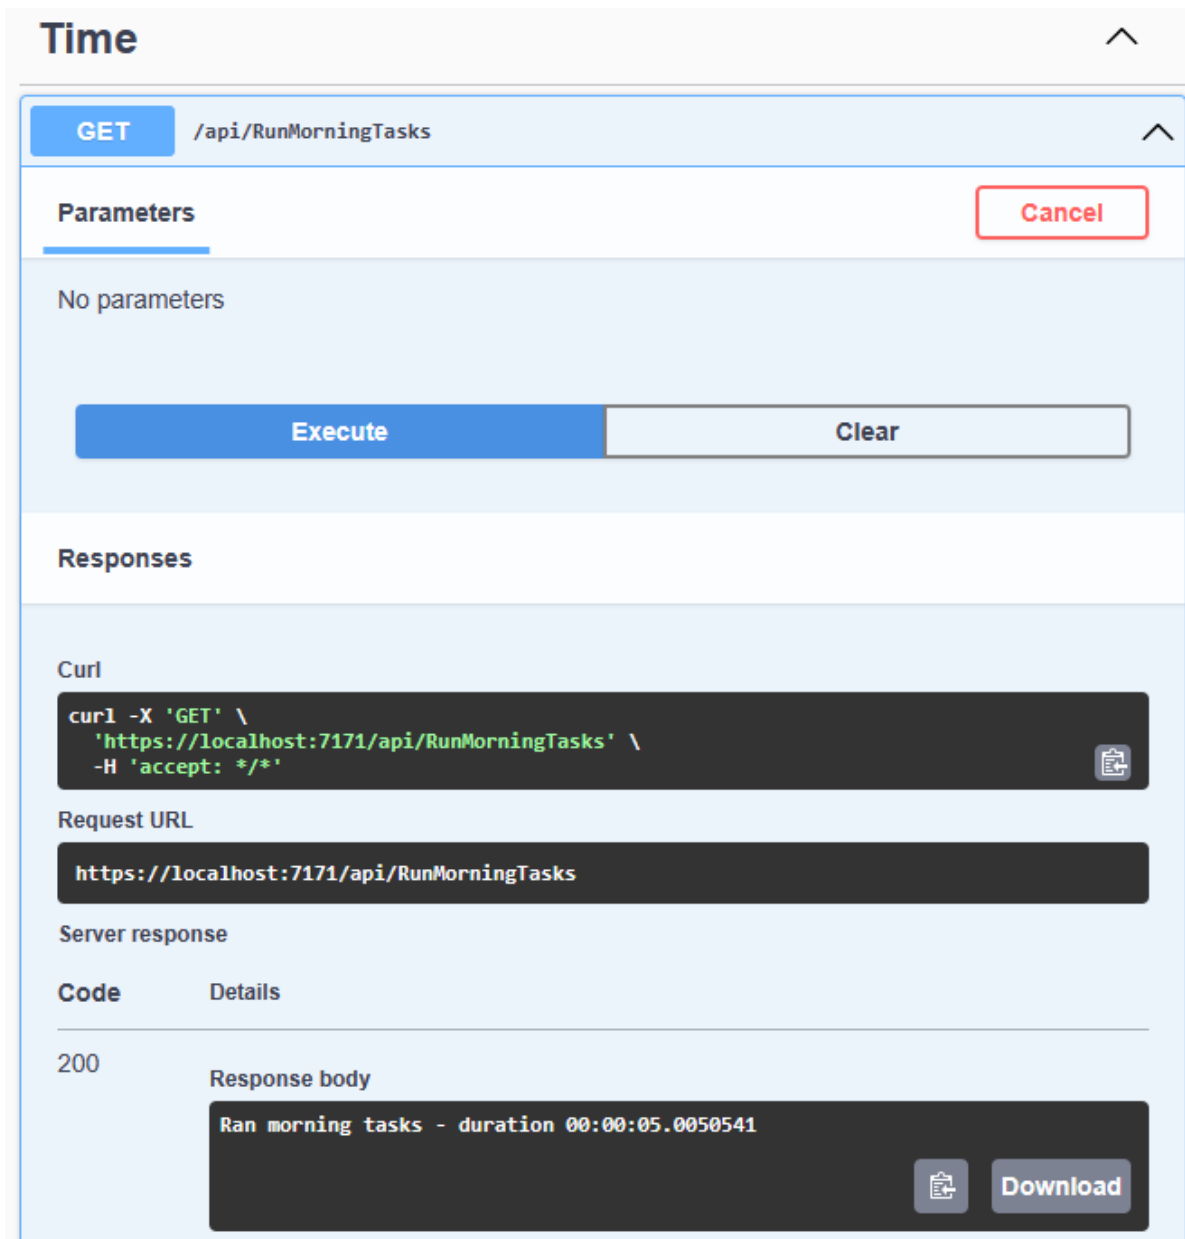 Time
GET /api/RunMorningTasks
Parameters
Cancel
No parameters
Execute
Clear
Responses
Curl
curl -X 'GET' \
  'https://localhost:7171/api/RunMorningTasks' \
  -H 'accept: */*'
Request URL
https://localhost:7171/api/RunMorningTasks
Server response
Code Details
200
Response body
Ran morning tasks - duration 00:00:05.0050541
Download